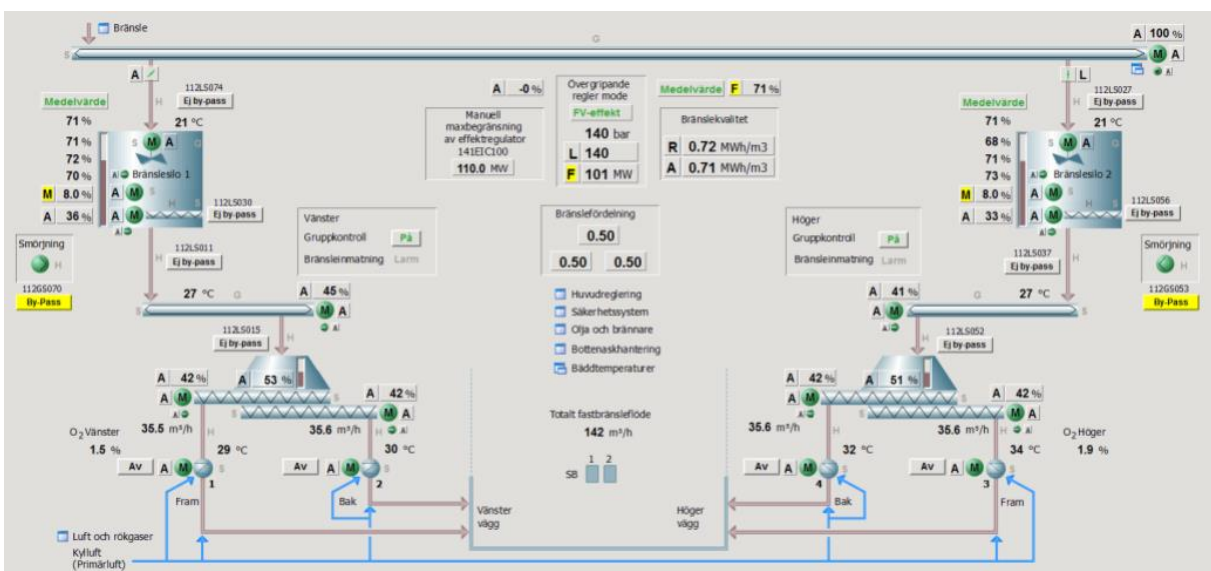 Bränsle
G
A 100 %
S
M A
A
A
L
112LS074
Ej by-pass
H
Medelvärde
71 %
21 °C
71 %
72 %
70 %
S M A G
A Bränslesilo 1
M 8.0 %
A M S
H
A 36 %
A M S
A
112LS030
Ej by-pass
Smörjning
H
112GS070
By-Pass
112LS011
H Ej by-pass
27 °C G
A 45 %
S
M A
A
112LS015
Ej by-pass
H
A -0 %
Manuell
maxbegränsning
av effektregulator
141EIC100
110.0 MW
Övergripande
regler mode
FV-effekt
140 bar
L 140
F 101 MW
Medelvärde F 71 %
Bränslekvalitet
R 0.72 MWh/m3
A 0.71 MWh/m3
Vänster
Gruppkontroll På
Bränsleinmatning Larm
Bränslefördelning
0.50
0.50 0.50
Höger
Gruppkontroll På
Bränsleinmatning Larm
Huvudreglering
Säkerhetssystem
Olja och brännare
Bottenaskhantering
Bäddtemperaturer
112LS027
H Ej by-pass
Medelvärde
71 %
21 °C
68 %
71 %
73 %
S M A G
A Bränslesilo 2
M 8.0 %
A M S
H
A 33 %
A M S
A
112LS056
Ej by-pass
Smörjning
H
112GS053
By-Pass
112LS037
Ej by-pass H
A 41 %
G 27 °C
A M
S
A
112LS052
Ej by-pass
H
A 42 %
A 53 %
A M
A
S
A 42 %
M A
A
35.5 m³/h
H
35.6 m³/h
H
O2 Vänster
1.5 %
29 °C
30 °C
Av A M S
1
Av A M S
2
Fram
Bak
Totalt fastbränsleflöde
142 m³/h
1 2
SB
A 42 %
A 51 %
A M
A
S
A 42 %
M A
A
35.6 m³/h
H
35.6 m³/h
H
O2 Höger
1.9 %
32 °C
34 °C
Av A M S
4
Av A M S
3
Bak
Fram
Vänster
vägg
Höger
vägg
Luft och rökgaser
Kylluft
(Primärluft)